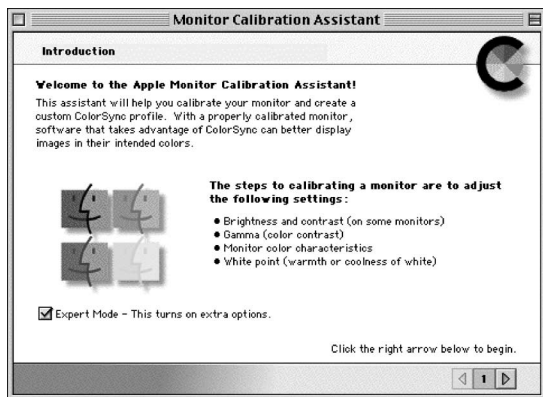 Monitor Calibration Assistant
Introduction
Welcome to the Apple Monitor Calibration Assistant!
This assistant will help you calibrate your monitor and create a
custom ColorSync profile. With a properly calibrated monitor,
software that takes advantage of ColorSync can better display
images in their intended colors.
The steps to calibrating a monitor are to adjust
the following settings:
● Brightness and contrast (on some monitors)
● Gamma (color contrast)
● Monitor color characteristics
● White point (warmth or coolness of white)
Expert Mode – This turns on extra options.
Click the right arrow below to begin.
1